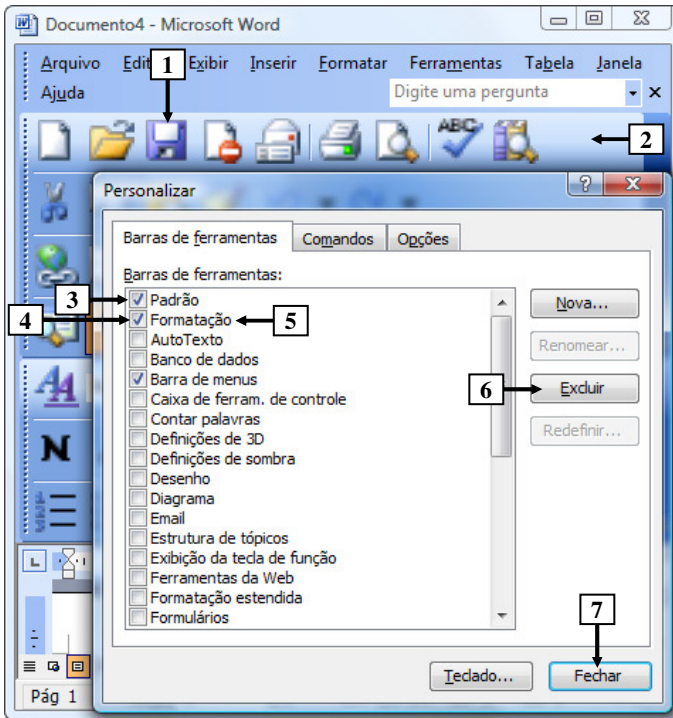 Documento4 - Microsoft Word
Arquivo Edit Exibir Inserir Formatar Ferramentas Tabela Janela
1
Ajuda Digite uma pergunta
ABC
2
Personalizar
Barras de ferramentas Comandos Opções
Barras de ferramentas:
3 Padrão Nova...
4 Formatação 5
AutoTexto Renomear...
Banco de dados
Barra de menus 6 Excluir
Caixa de ferram. de controle
Contar palavras Redefinir...
Definições de 3D
Definições de sombra
Desenho
Diagrama
Email
Estrutura de tópicos
Exibição da tecla de função
Ferramentas da Web
Formatação estendida
Formulários
7
Teclado... Fechar
A A
N
L 1
Pág 1